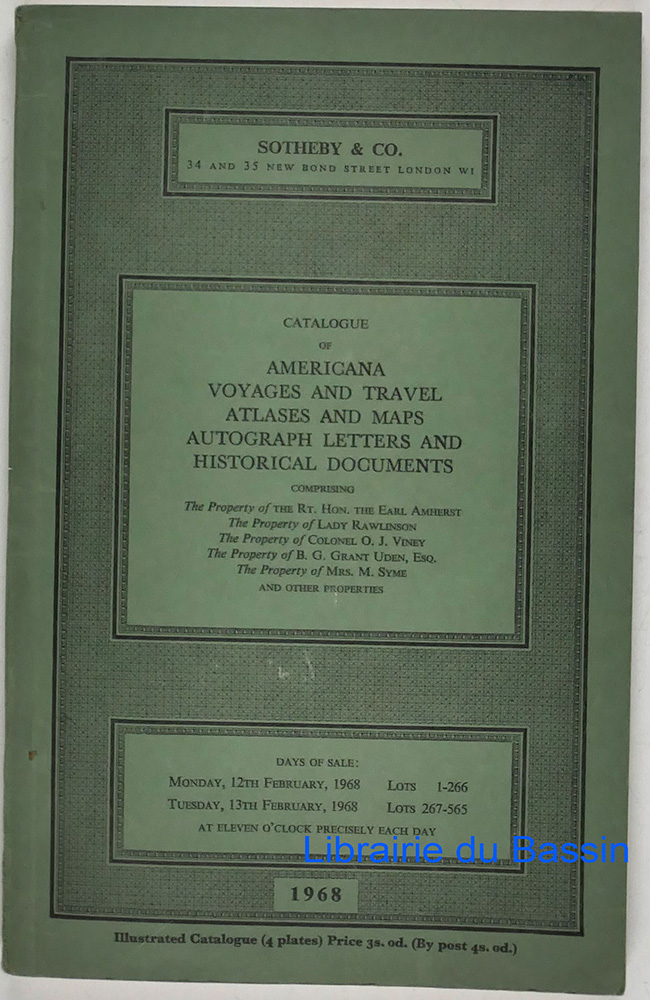 SOTHEBY & CO.
34 AND 35 NEW BOND STREET LONDON W1
CATALOGUE
OF
AMERICANA
VOYAGES AND TRAVEL
ATLASES AND MAPS
AUTOGRAPH LETTERS AND
HISTORICAL DOCUMENTS
COMPRISING
The Property of THE RT. HON. THE EARL AMHERST
The Property of LADY RAWLINSON
The Property of COLONEL O. J. VINEY
The Property of B. G. GRANT UDEN, ESQ.
The Property of MRS. M. SYME
AND OTHER PROPERTIES
DAYS OF SALE:
MONDAY, 12TH FEBRUARY, 1968 LOTS 1-266
TUESDAY, 13TH FEBRUARY, 1968 LOTS 267-565
AT ELEVEN O'CLOCK PRECISELY EACH DAY
Librairie du Bassin
1968
Illustrated Catalogue (4 plates) Price 3s. od. (By post 4s. od.)